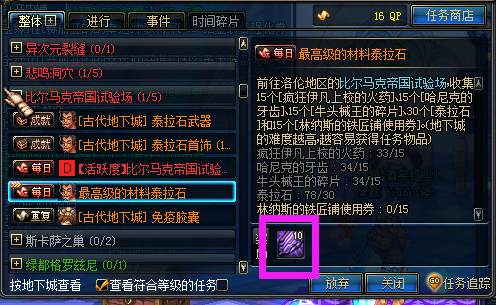 整体
进行
事件
时间碎片
16 QP
任务商店
异次元裂缝 (0/1)
悲鸣洞穴 (1/5)
比尔马克帝国试验场 (1/5)
成就 [古代地下城] 泰拉石武器
成就 [古代地下城] 泰拉石首饰 (1...
每日 D 【活跃度】比尔马克帝国试验...
每日 最高级的材料泰拉石
重复 [古代地下城] 免疫胶囊
斯卡萨之巢 (0/2)
绿都格罗兹尼 (0/1)
按地下城查看
查看符合等级的任务
每日 最高级的材料泰拉石
前往洛伦地区的比尔马克帝国试验场,收集
15个[疯狂伊凡上校的火药]、15个[哈尼克的
牙齿]、15个[牛头械王的碎片]、30个[泰拉
石]和15个[林纳斯的铁匠铺使用券]。(地下城
的难度越高,越容易获得任务物品)
疯狂伊凡上校的火药 : 33/15
哈尼克的牙齿 : 34/15
牛头械王的碎片 : 34/15
泰拉石 : 78/30
林纳斯的铁匠铺使用券 : 0/15
10
放弃
关闭
GO 任务追踪